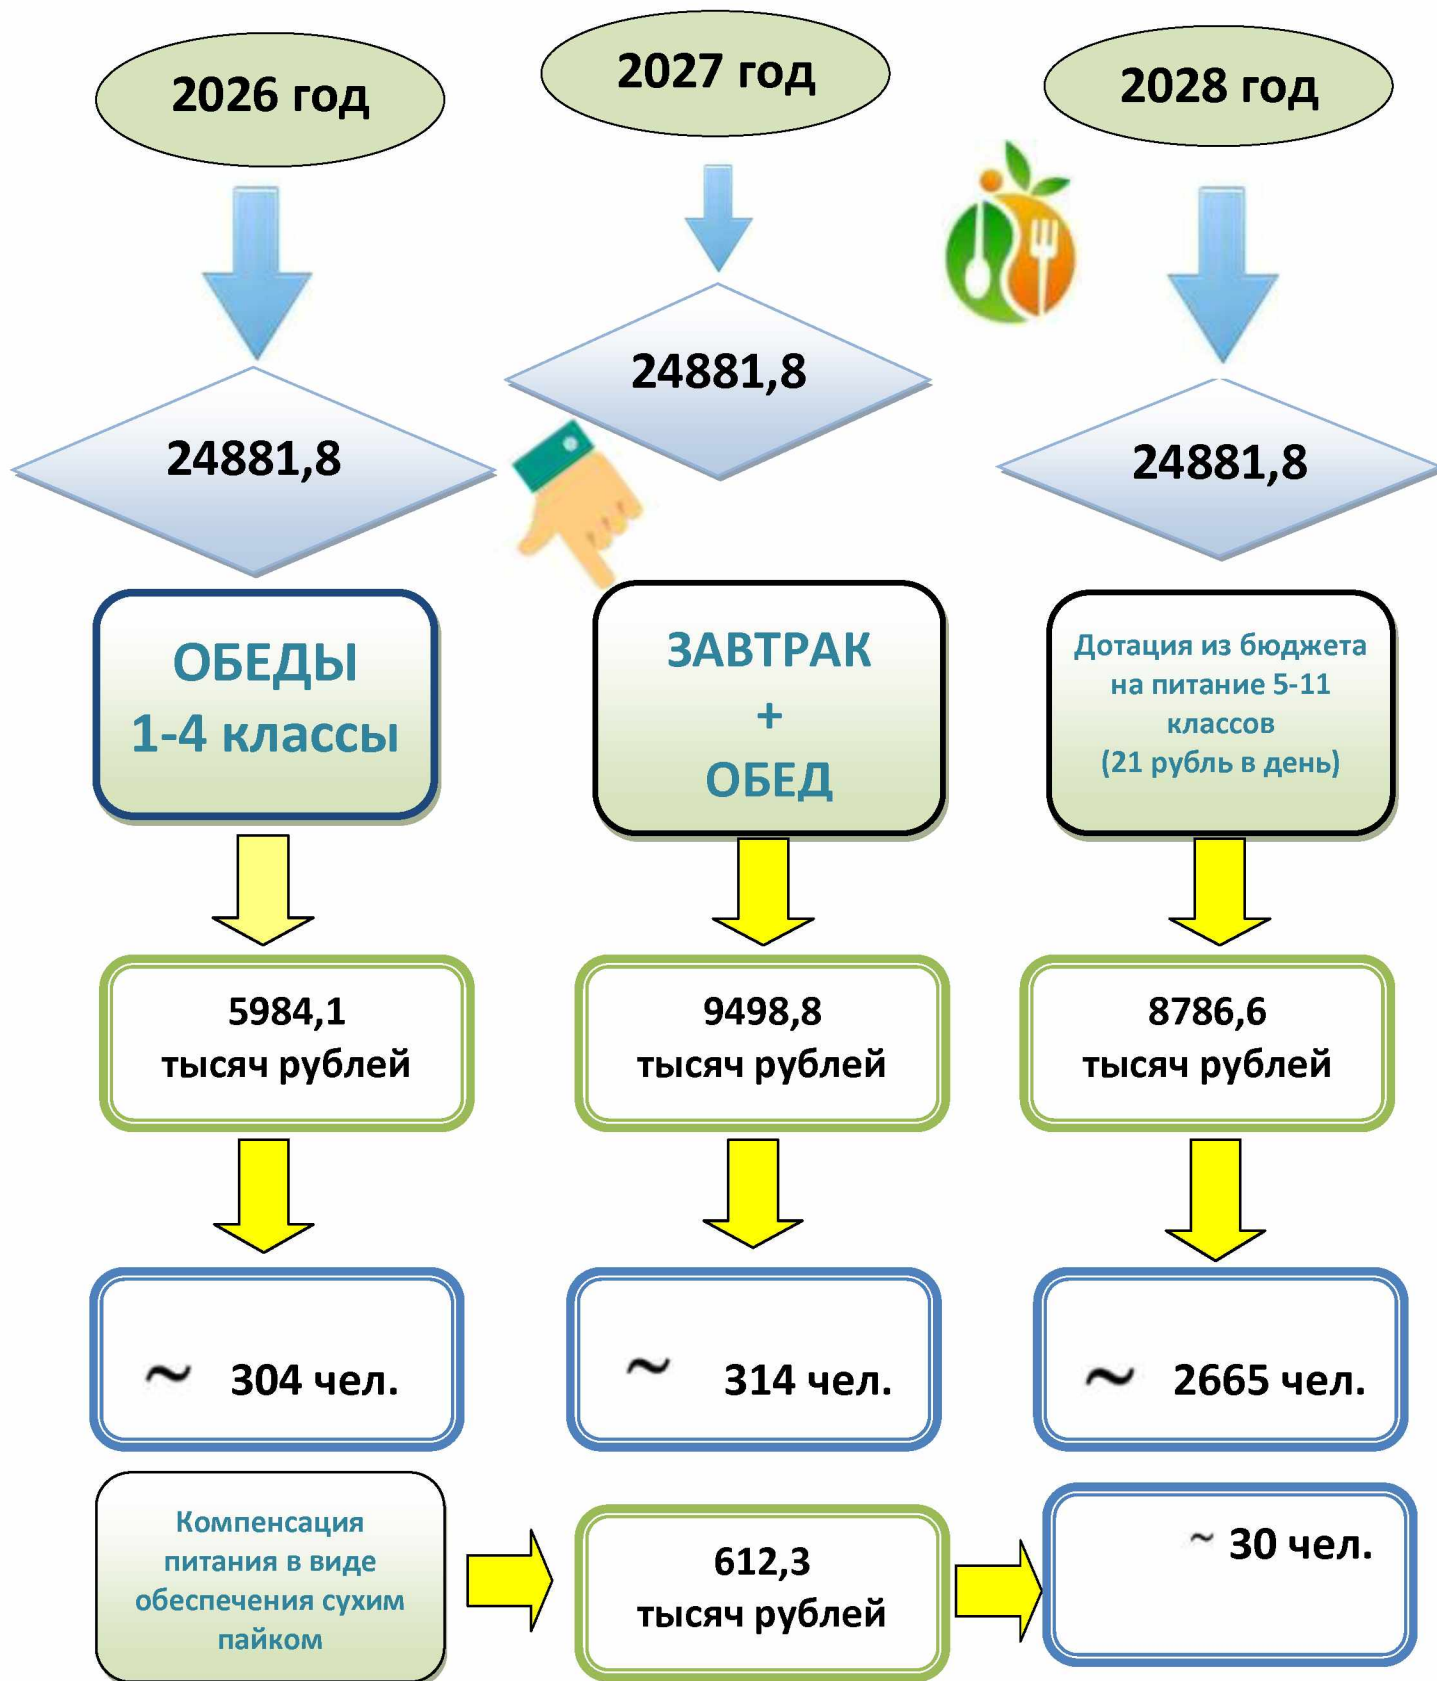 2026 год
2027 год
2028 год
24881,8
24881,8
24881,8
ОБЕДЫ
1-4 классы
ЗАВТРАК
+
ОБЕД
Дотация из бюджета
на питание 5-11
классов
(21 рубль в день)
5984,1
тысяч рублей
9498,8
тысяч рублей
8786,6
тысяч рублей
~ 304 чел.
~ 314 чел.
~ 2665 чел.
Компенсация
питания в виде
обеспечения сухим
пайком
612,3
тысяч рублей
~ 30 чел.